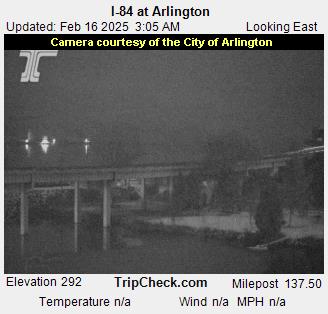 I-84 at Arlington
Updated: Feb 16 2025 3:05 AM Looking East
Camera courtesy of the City of Arlington
Elevation 292 TripCheck.com Milepost 137.50
Temperature n/a Wind n/a MPH n/a